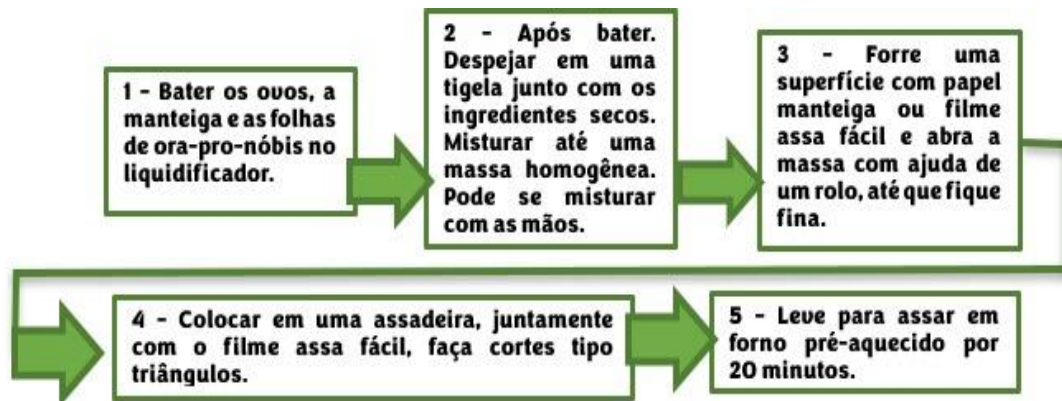 1 - Bater os ovos, a
manteiga e as folhas
de ora-pro-nóbis no
liquidificador.
2 - Após bater.
Despejar em uma
tigela junto com os
ingredientes secos.
Misturar até uma
massa homogênea.
Pode se misturar
com as mãos.
3 - Forre uma
superfície com papel
manteiga ou filme
assa fácil e abra a
massa com ajuda de
um rolo, até que fique
fina.
4 - Colocar em uma assadeira, juntamente
com o filme assa fácil, faça cortes tipo
triângulos.
5 - Leve para assar em
forno pré-aquecido por
20 minutos.